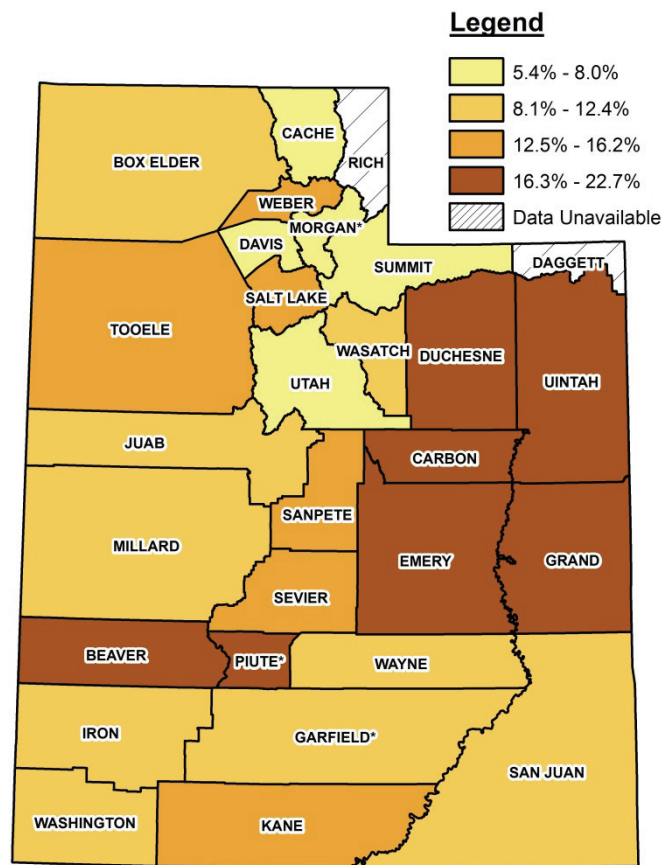 Legend
5.4% - 8.0%
8.1% - 12.4%
12.5% - 16.2%
16.3% - 22.7%
Data Unavailable
CACHE
BOX ELDER
RICH
WEBER
MORGAN*
DAVIS
SUMMIT
DAGGETT
SALT LAKE
TOOELE
WASATCH
DUCHESNE
UINTAH
UTAH
JUAB
CARBON
SANPETE
MILLARD
EMERY
GRAND
SEVIER
BEAVER
PIUTE*
WAYNE
IRON
GARFIELD*
SAN JUAN
WASHINGTON
KANE